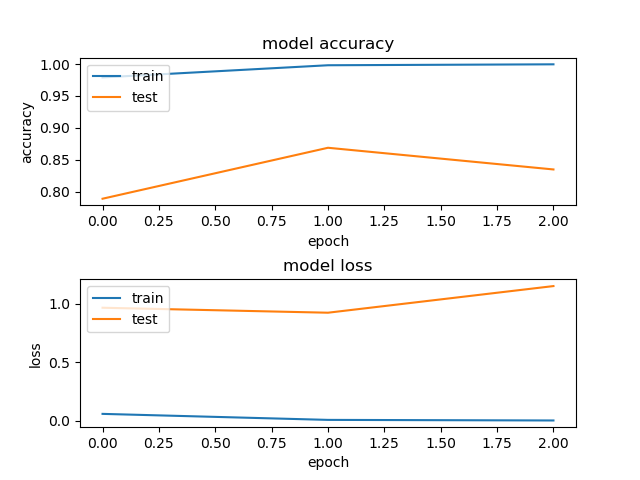 model accuracy
1.00
0.95
0.90
0.85
0.80
accuracy
train
test
0.00 0.25 0.50 0.75 1.00 1.25 1.50 1.75 2.00
epoch
model loss
1.0
0.5
0.0
loss
train
test
0.00 0.25 0.50 0.75 1.00 1.25 1.50 1.75 2.00
epoch